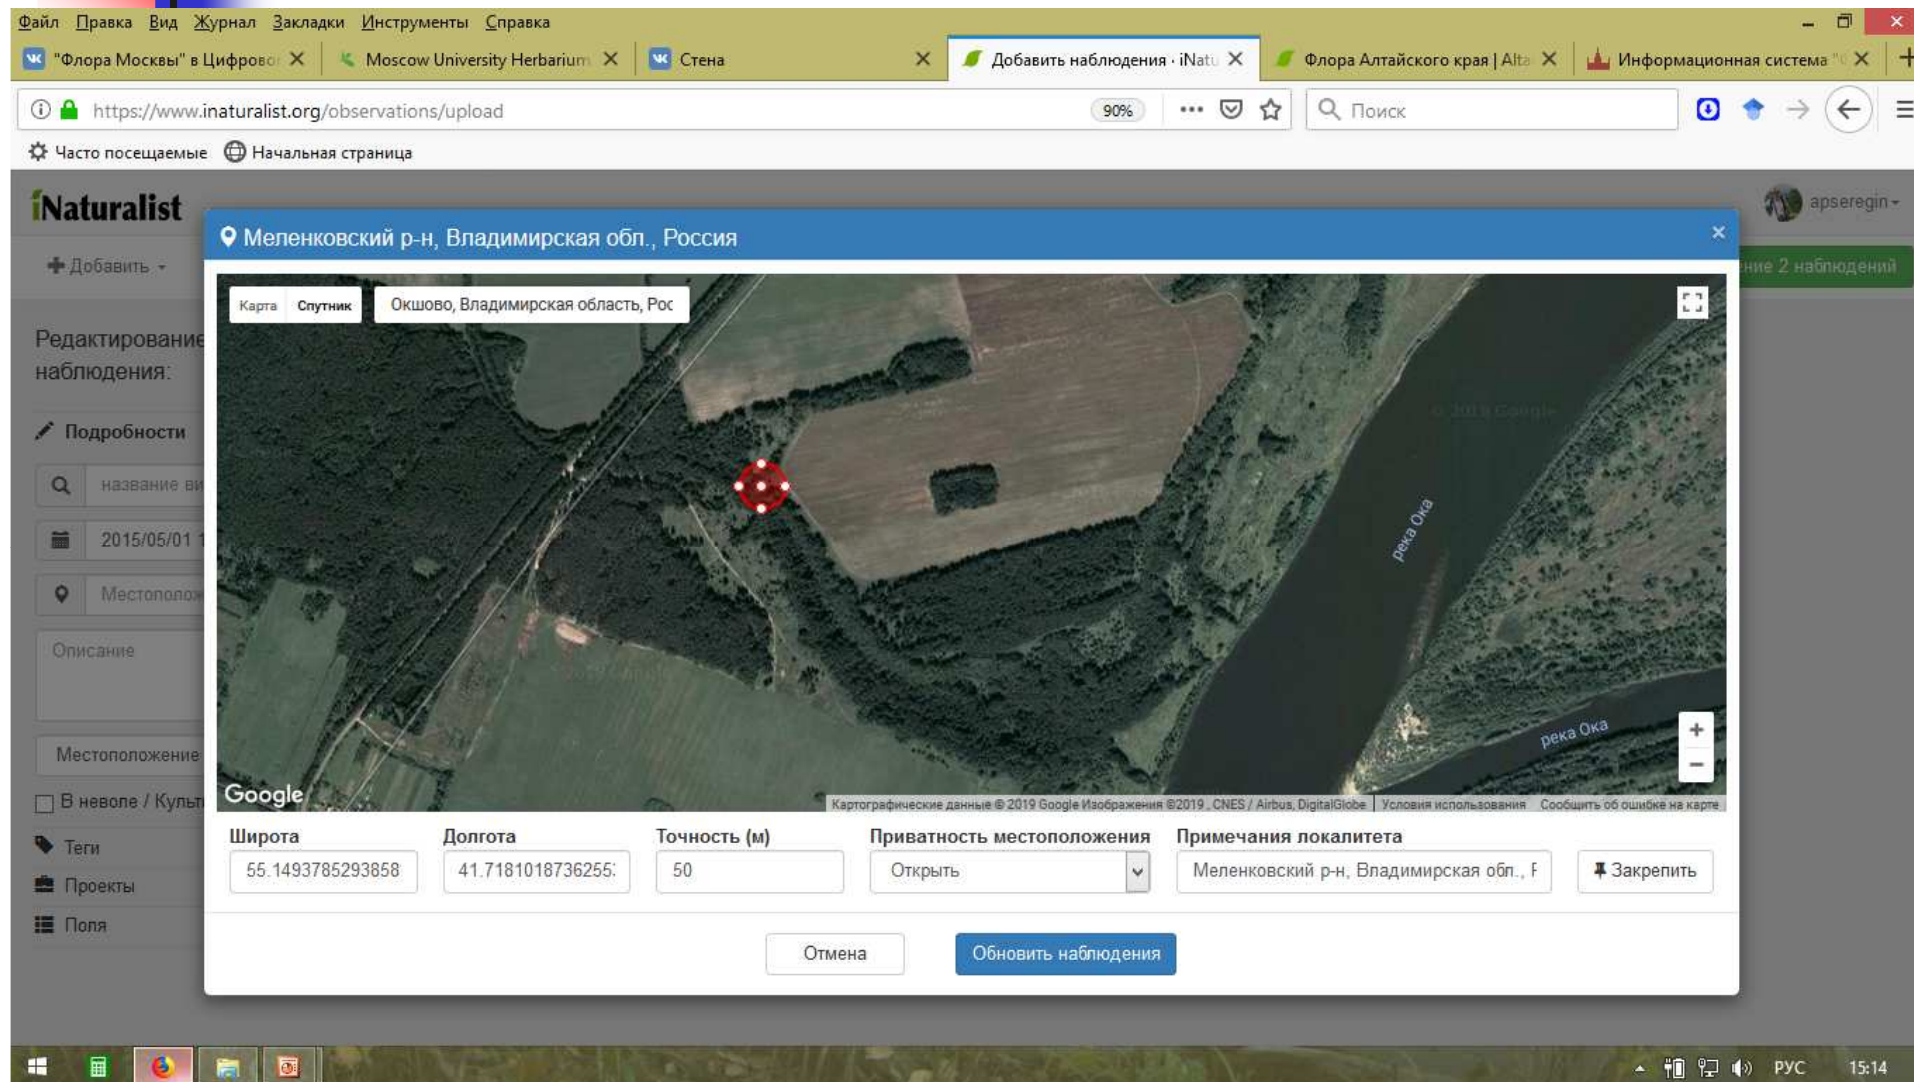 Файл Правка Вид Журнал Закладки Инструменты Справка
"Флора Москвы" в Цифровог Moscow University Herbarium Стена Добавить наблюдения · iNatu Флора Алтайского края | Alta Информационная система "
https://www.inaturalist.org/observations/upload 90% Поиск
Часто посещаемые Начальная страница
iNaturalist apseregin
Меленковский р-н, Владимирская обл., Россия
Добавить ение 2 наблюдений
Карта Спутник Окшово, Владимирская область, Рос
Редактирование
наблюдения:
© 2019 Google
Подробности
название ви
река Ока
2015/05/01 1
Местополож
Описание
река Ока
Местоположение
В неволе / Культ
Google
Картографические данные © 2019 Google Изображения ©2019 , CNES / Airbus, DigitalGlobe Условия использования Сообщить об ошибке на карте
Широта Долгота Точность (м) Приватность местоположения Примечания локалитета
Теги
55.1493785293858 41.7181018736255 50 Открыть Меленковский р-н, Владимирская обл., Р Закрепить
Проекты
Поля
Отмена Обновить наблюдения
РУС 15:14